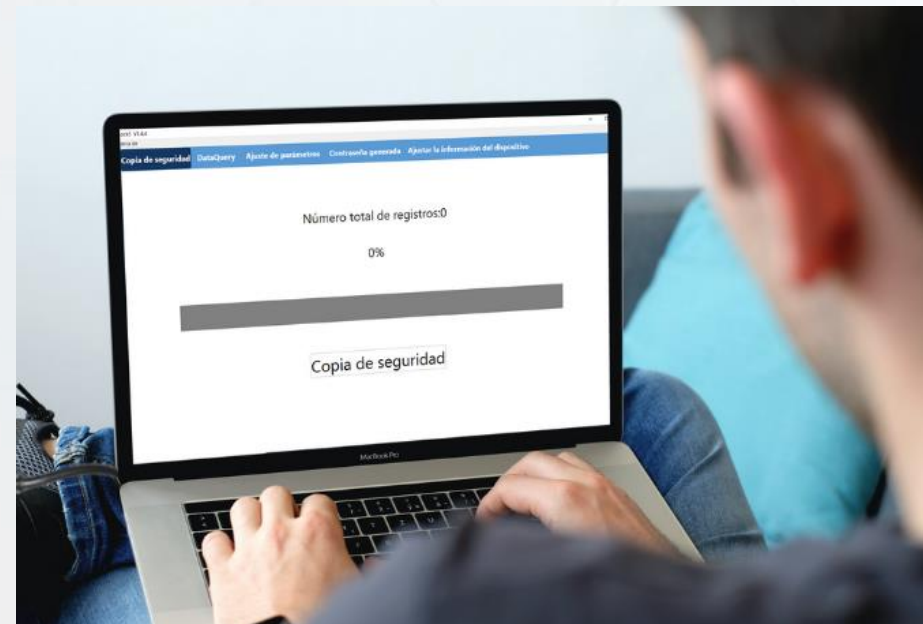 Copia de seguridad DataQuery Ajuste de parámetros Contraseña generada Ajustar la información del dispositivo
Número total de registros:0
0%
Copia de seguridad
MacBook Pro